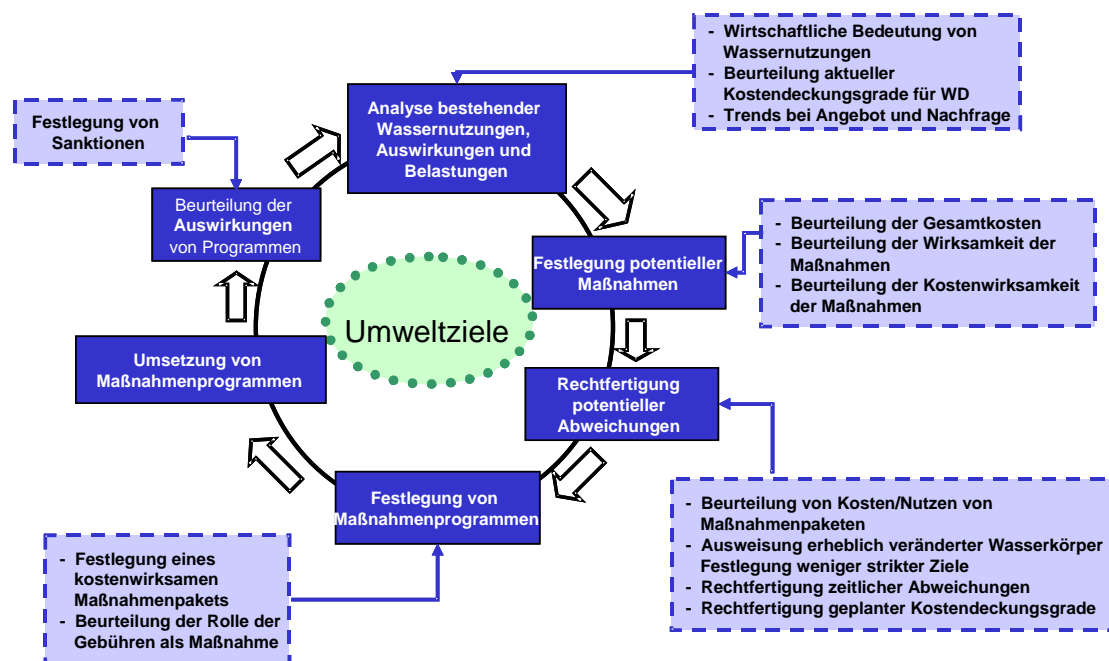 - Wirtschaftliche Bedeutung von
Wassernutzungen
- Beurteilung aktueller
Kostendeckungsgrade für WD
- Trends bei Angebot und Nachfrage
Analyse bestehender
Wassernutzungen,
Auswirkungen und
Belastungen
Festlegung von
Sanktionen
Beurteilung der
Auswirkungen
von Programmen
- Beurteilung der Gesamtkosten
- Beurteilung der Wirksamkeit der
Maßnahmen
- Beurteilung der Kostenwirksamkeit
der Maßnahmen
Festlegung potentieller
Maßnahmen
Umweltziele
Umsetzung von
Maßnahmenprogrammen
Rechtfertigung
potentieller
Abweichungen
Festlegung von
Maßnahmenprogrammen
- Beurteilung von Kosten/Nutzen von
Maßnahmenpaketen
- Ausweisung erheblich veränderter Wasserkörper
Festlegung weniger strikter Ziele
- Rechtfertigung zeitlicher Abweichungen
- Rechtfertigung geplanter Kostendeckungsgrade
- Festlegung eines
kostenwirksamen
Maßnahmenpakets
- Beurteilung der Rolle der
Gebühren als Maßnahme